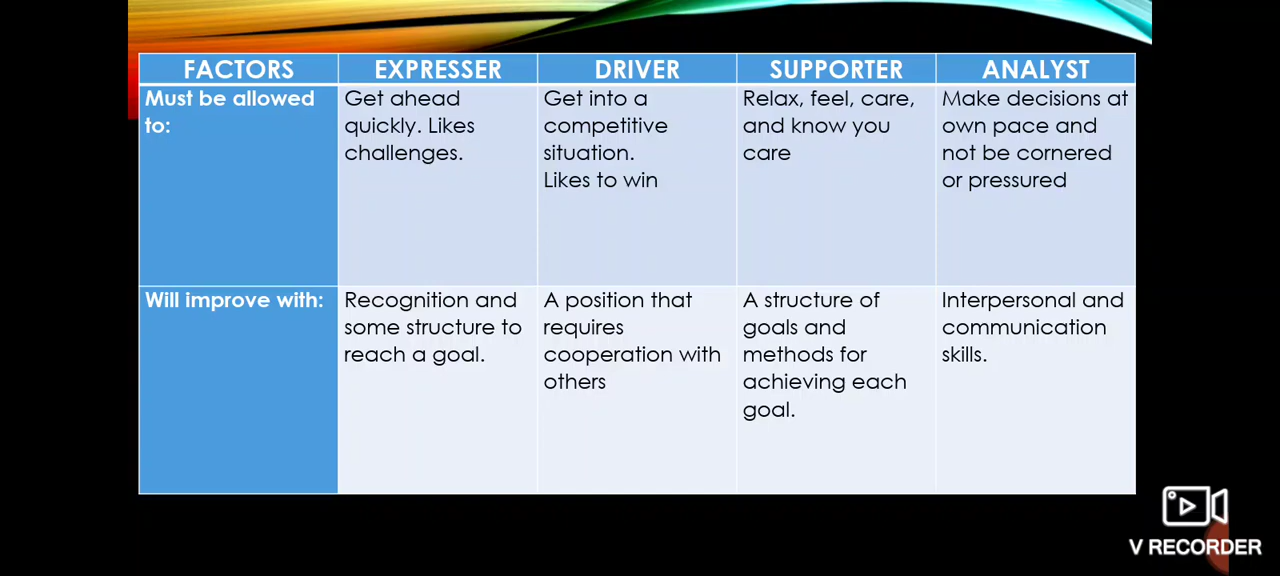 FACTORS
EXPRESSER
DRIVER
SUPPORTER
ANALYST
Must be allowed
to:
Get ahead
quickly. Likes
challenges.
Get into a
competitive
situation.
Likes to win
Relax, feel, care,
and know you
care
Make decisions at
own pace and
not be cornered
or pressured
Will improve with:
Recognition and
some structure to
reach a goal.
A position that
requires
cooperation with
others
A structure of
goals and
methods for
achieving each
goal.
Interpersonal and
communication
skills.
V RECORDER